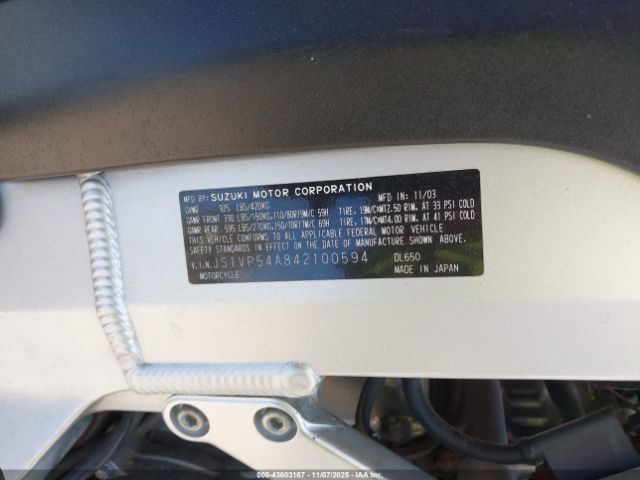 MFD BY: SUZUKI MOTOR CORPORATION MFD IN 11/03
GVWR 925 LBS/420KG
GAWR FRONT 330 LBS/150KG,110/80R19M/C 59H TIRE, 19M/C×MT2.50 RIM, AT 33 PSI COLD
GAWR REAR 595 LBS/270KG,150/70R17M/C 69H TIRE, 17M/C×MT4.00 RIM, AT 41 PSI COLD
THIS VEHICLE CONFORMS TO ALL APPLICABLE FEDERAL MOTOR VEHICLE
SAFETY STANDARDS IN EFFECT ON THE DATE OF MANUFACTURE SHOWN ABOVE.
V.I.N. JS1VP54A842100594 DL650
MOTORCYCLE MADE IN JAPAN
000-43603167 - 11/07/2025 - IAAI.COM